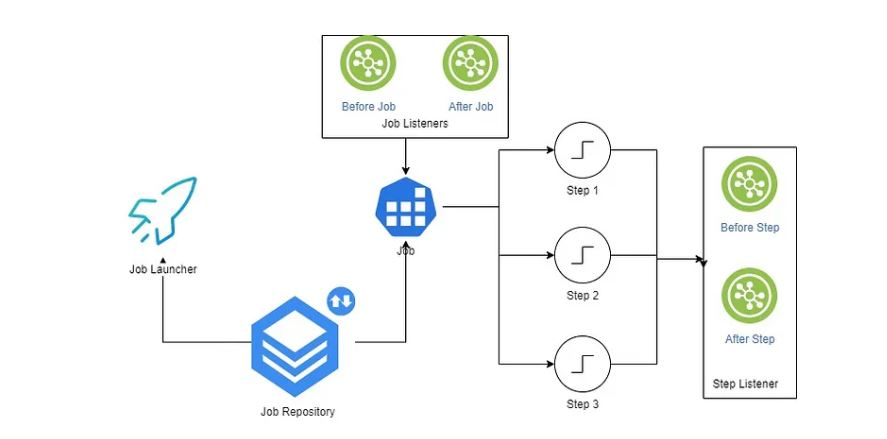 Before Job
After Job
Job Listeners
Step 1
Job
Before Step
Job Launcher
Step 2
After Step
Step Listener
Job Repository
Step 3